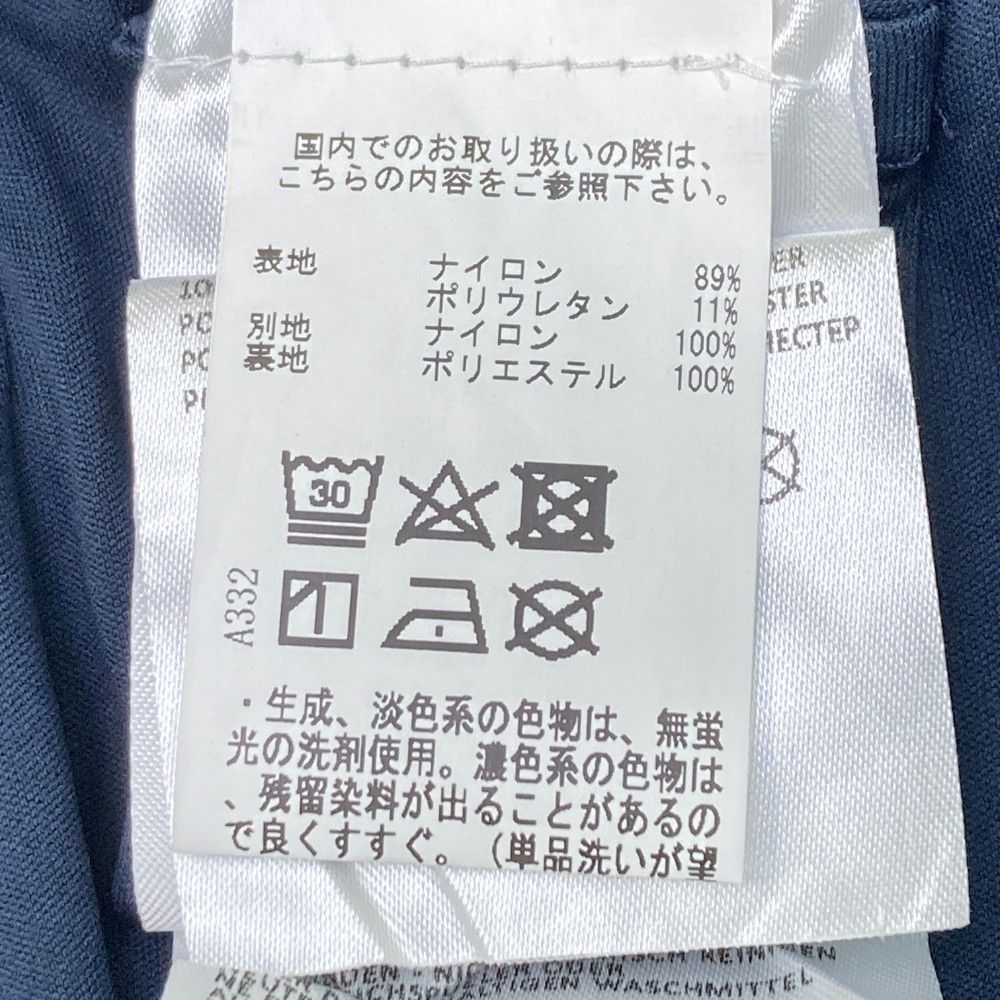 国内でのお取り扱いの際は、
こちらの内容をご参照下さい。
表地 ナイロン 89%
ポリウレタン 11%
別地 ナイロン 100%
裏地 ポリエステル 100%
30
A332
・生成、淡色系の色物は、無蛍
光の洗剤使用。濃色系の色物は
、残留染料が出ることがあるの
で良くすすぐ。（単品洗いが望